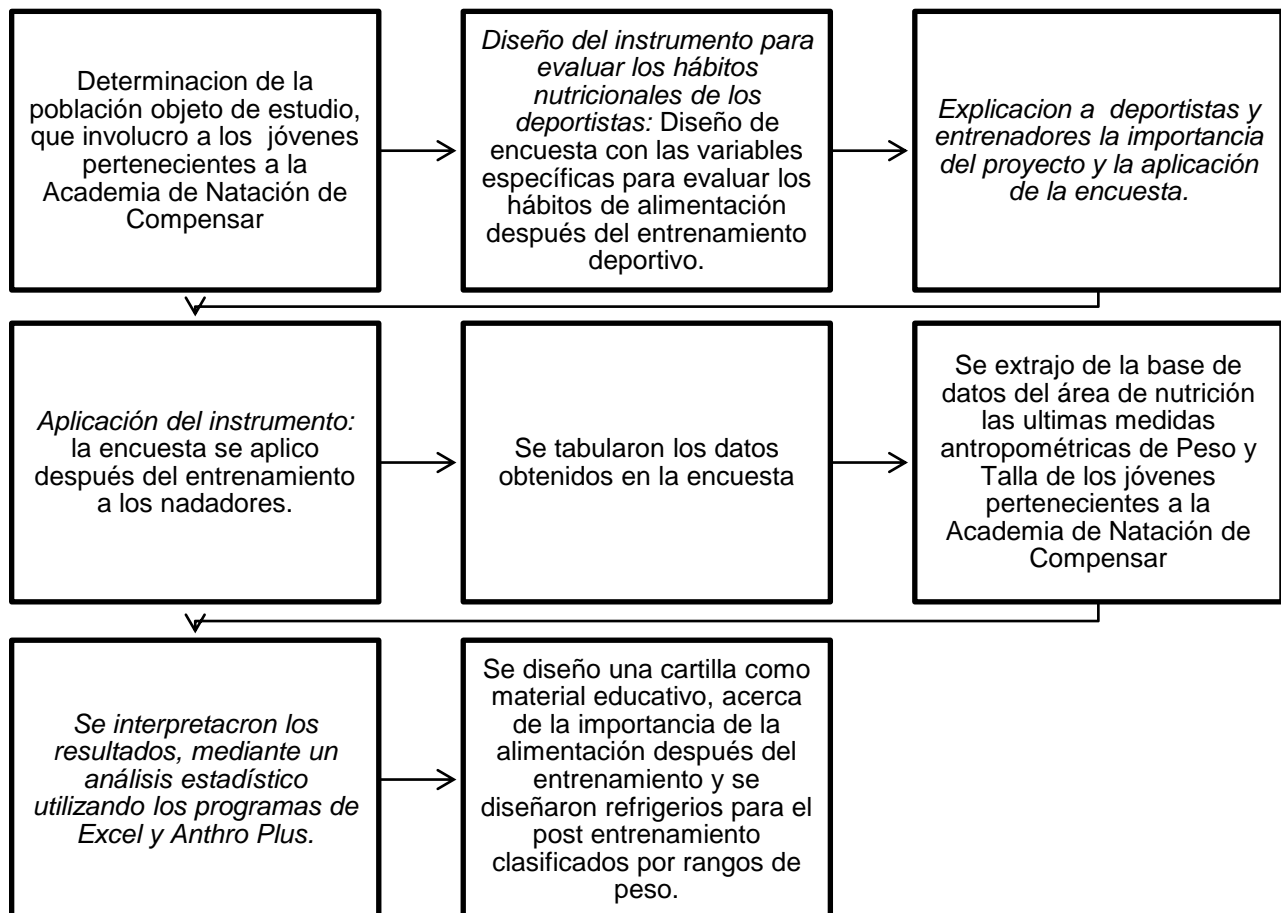 Determinacion de la
población objeto de estudio,
que involucro a los jóvenes
pertenecientes a la
Academia de Natación de
Compensar
Diseño del instrumento para
evaluar los hábitos
nutricionales de los
deportistas: Diseño de
encuesta con las variables
específicas para evaluar los
hábitos de alimentación
después del entrenamiento
deportivo.
Explicacion a deportistas y
entrenadores la importancia
del proyecto y la aplicación
de la encuesta.
Aplicación del instrumento:
la encuesta se aplico
después del entrenamiento
a los nadadores.
Se tabularon los datos
obtenidos en la encuesta
Se extrajo de la base de
datos del área de nutrición
las ultimas medidas
antropométricas de Peso y
Talla de los jóvenes
pertenecientes a la
Academia de Natación de
Compensar
Se interpretacron los
resultados, mediante un
análisis estadístico
utilizando los programas de
Excel y Anthro Plus.
Se diseño una cartilla como
material educativo, acerca
de la importancia de la
alimentación después del
entrenamiento y se
diseñaron refrigerios para el
post entrenamiento
clasificados por rangos de
peso.